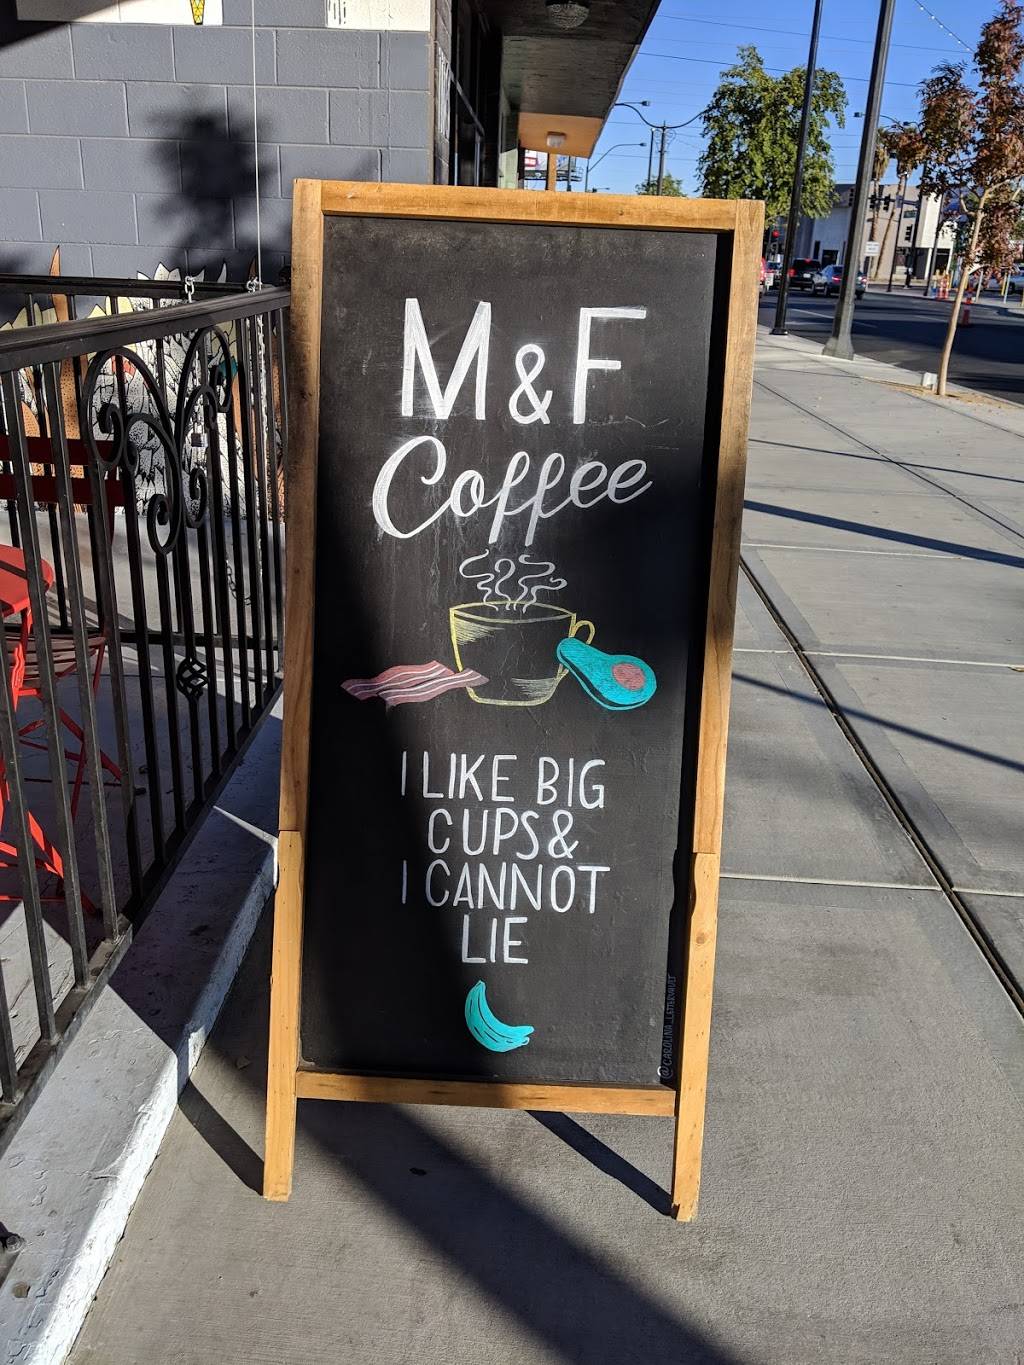 M & F
Coffee
I LIKE BIG
CUPS &
I CANNOT
LIE